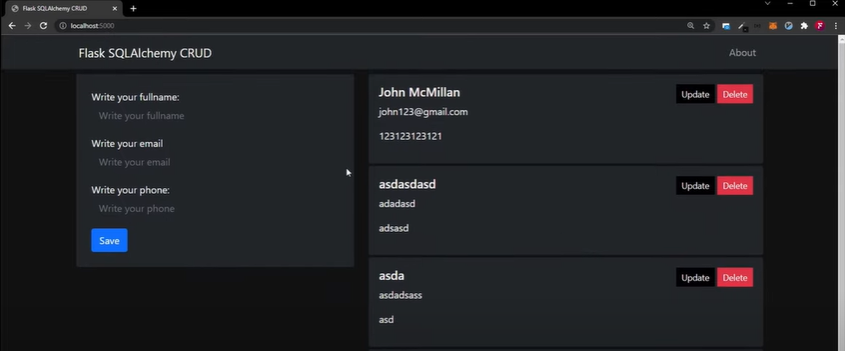 Flask SQLAlchemy CRUD
localhost:5000
Flask SQLAlchemy CRUD
About
Write your fullname:
Write your fullname
Write your email
Write your email
Write your phone:
Write your phone
Save
John McMillan
Update
Delete
john123@gmail.com
123123123121
asdasdasd
Update
Delete
adadasd
adsasd
asda
Update
Delete
asdadsass
asd